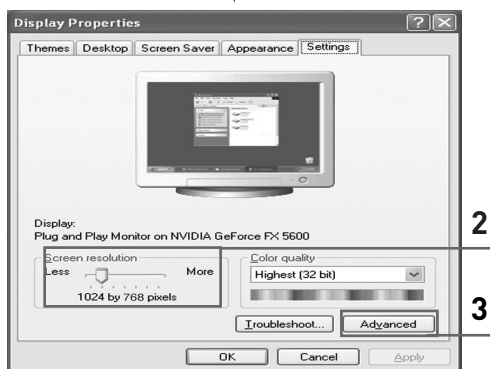 Display Properties
Themes Desktop Screen Saver Appearance Settings
Display:
Plug and Play Monitor on NVIDIA GeForce FX 5600
Screen resolution
Less More
1024 by 768 pixels
Color quality
Highest (32 bit)
2
Troubleshoot... Advanced
3
OK Cancel Apply